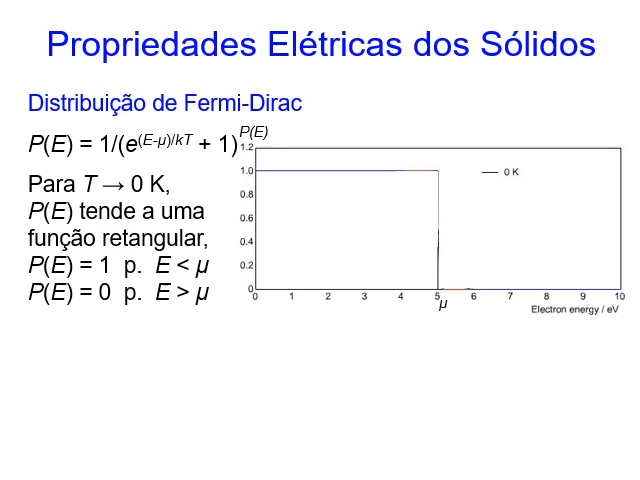 Propriedades Elétricas dos Sólidos
Distribuição de Fermi-Dirac
P(E) = 1/(e^(E-μ)/kT + 1)
Para T → 0 K,
P(E) tende a uma
função retangular,
P(E) = 1 p. E < μ
P(E) = 0 p. E > μ
P(E)
1.2
1.0
0.8
0.6
0.4
0.2
0
0 K
0 1 2 3 4 5 6 7 8 9 10
μ
Electron energy / eV